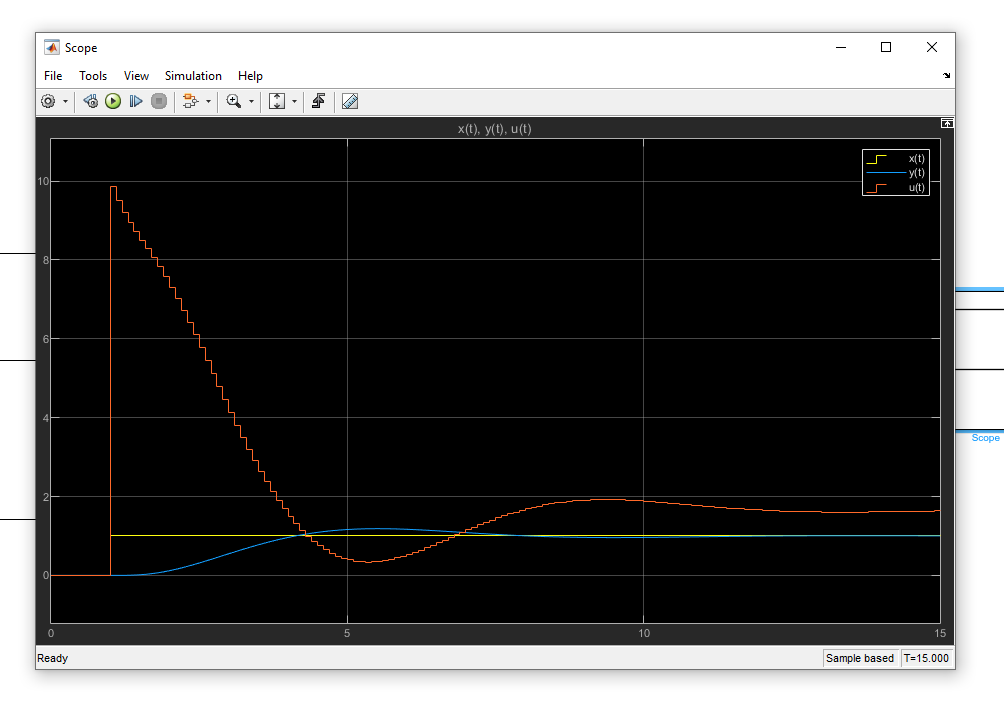 Scope
File Tools View Simulation Help
x(t), y(t), u(t)
x(t)
y(t)
u(t)
10
8
6
4
2
0
0 5 10 15
Scope
Ready Sample based T=15.000